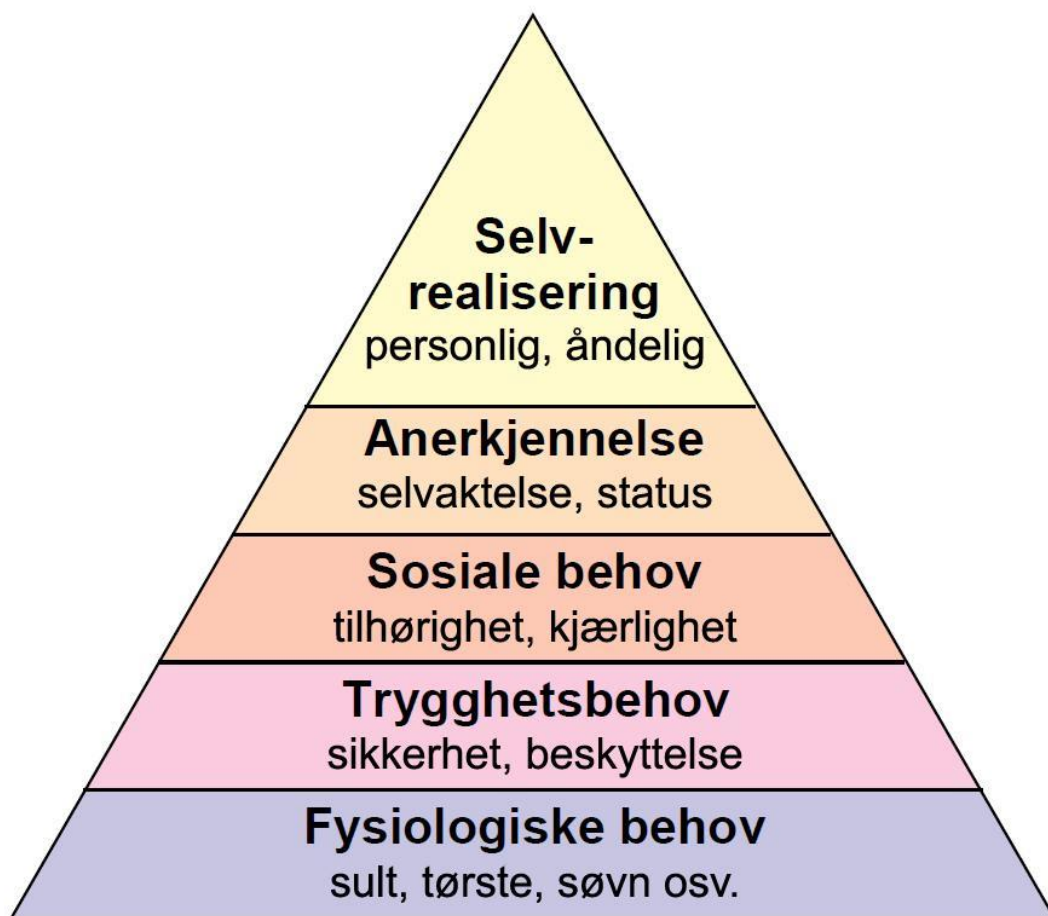 Selv-
realisering
personlig, åndelig
Anerkjennelse
selvaktelse, status
Sosiale behov
tilhørighet, kjærlighet
Trygghetsbehov
sikkerhet, beskyttelse
Fysiologiske behov
sult, tørste, søvn osv.